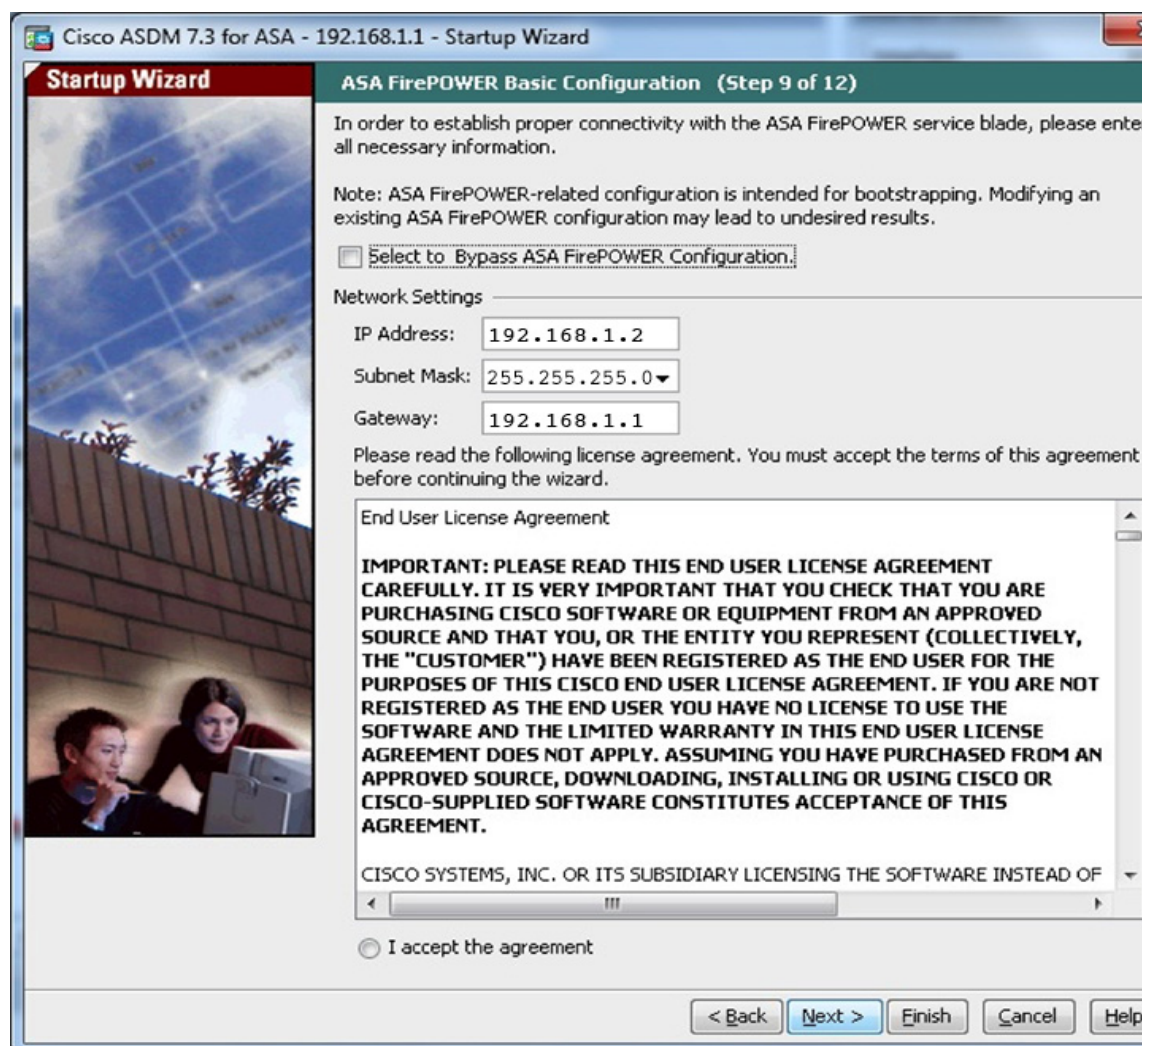 Cisco ASDM 7.3 for ASA - 192.168.1.1 - Startup Wizard
Startup Wizard
ASA FirePOWER Basic Configuration (Step 9 of 12)
In order to establish proper connectivity with the ASA FirePOWER service blade, please ente
all necessary information.
Note: ASA FirePOWER-related configuration is intended for bootstrapping. Modifying an
existing ASA FirePOWER configuration may lead to undesired results.
Select to Bypass ASA FirePOWER Configuration.
Network Settings
IP Address: 192.168.1.2
Subnet Mask: 255.255.255.0
Gateway: 192.168.1.1
Please read the following license agreement. You must accept the terms of this agreement
before continuing the wizard.
End User License Agreement
IMPORTANT: PLEASE READ THIS END USER LICENSE AGREEMENT
CAREFULLY. IT IS VERY IMPORTANT THAT YOU CHECK THAT YOU ARE
PURCHASING CISCO SOFTWARE OR EQUIPMENT FROM AN APPROVED
SOURCE AND THAT YOU, OR THE ENTITY YOU REPRESENT (COLLECTIVELY,
THE "CUSTOMER") HAVE BEEN REGISTERED AS THE END USER FOR THE
PURPOSES OF THIS CISCO END USER LICENSE AGREEMENT. IF YOU ARE NOT
REGISTERED AS THE END USER YOU HAVE NO LICENSE TO USE THE
SOFTWARE AND THE LIMITED WARRANTY IN THIS END USER LICENSE
AGREEMENT DOES NOT APPLY. ASSUMING YOU HAVE PURCHASED FROM AN
APPROVED SOURCE, DOWNLOADING, INSTALLING OR USING CISCO OR
CISCO-SUPPLIED SOFTWARE CONSTITUTES ACCEPTANCE OF THIS
AGREEMENT.
CISCO SYSTEMS, INC. OR ITS SUBSIDIARY LICENSING THE SOFTWARE INSTEAD OF
I accept the agreement
< Back Next > Finish Cancel Help